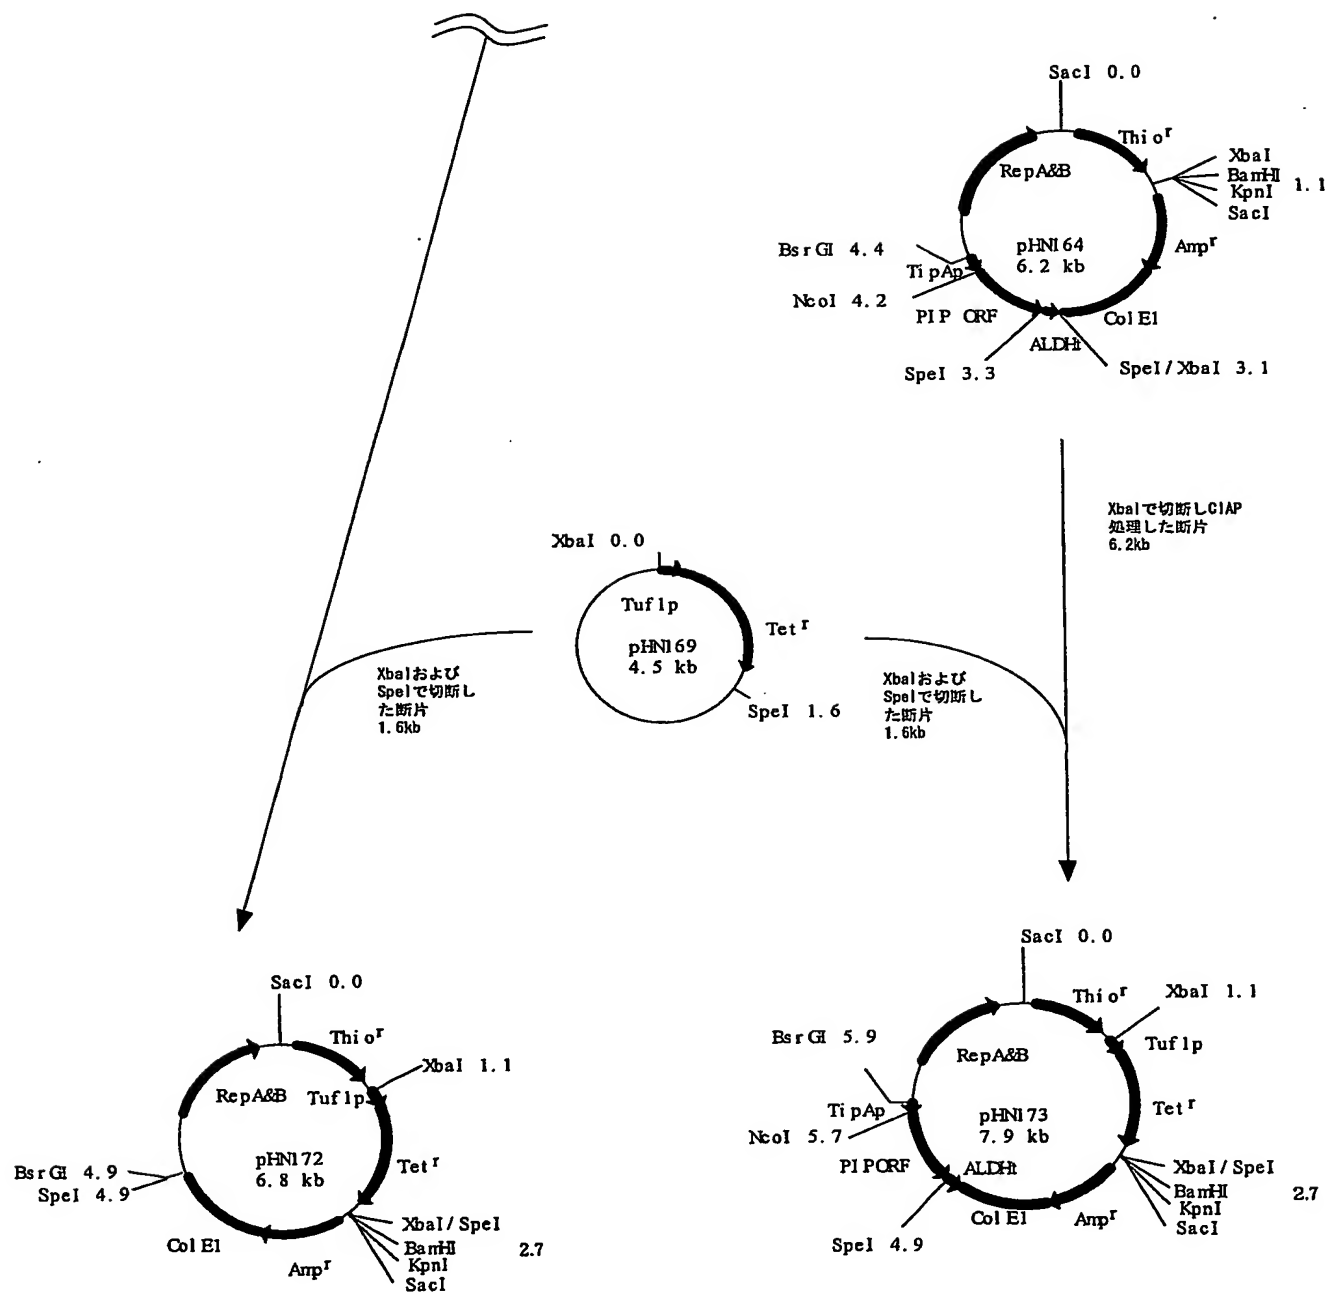 SacI 0.0
Thio^r
XbaI
BamHI
KpnI 1.1
SacI
RepA&B
Amp^r
pHN164
6.2 kb
BsrGI 4.4
TipAp
NcoI 4.2
PIP ORF
ColE1
ALDHt
SpeI 3.3
SpeI/XbaI 3.1
XbaIで切断しCIAP
処理した断片
6.2kb
XbaI 0.0
Tuf1p
Tet^r
pHN169
4.5 kb
SpeI 1.6
XbaIおよび
SpeIで切断し
た断片
1.6kb
XbaIおよび
SpeIで切断し
た断片
1.6kb
SacI 0.0
Thio^r
XbaI 1.1
RepA&B
Tuf1p
pHN172
6.8 kb
Tet^r
BsrGI 4.9
SpeI 4.9
XbaI/SpeI
BamHI 2.7
KpnI
SacI
ColE1
Amp^r
SacI 0.0
Thio^r
XbaI 1.1
BsrGI 5.9
Tuf1p
RepA&B
TipAp
NcoI 5.7
pHN173
7.9 kb
Tet^r
PIPORF
ALDHt
XbaI/SpeI
BamHI 2.7
KpnI
SacI
ColE1
Amp^r
SpeI 4.9